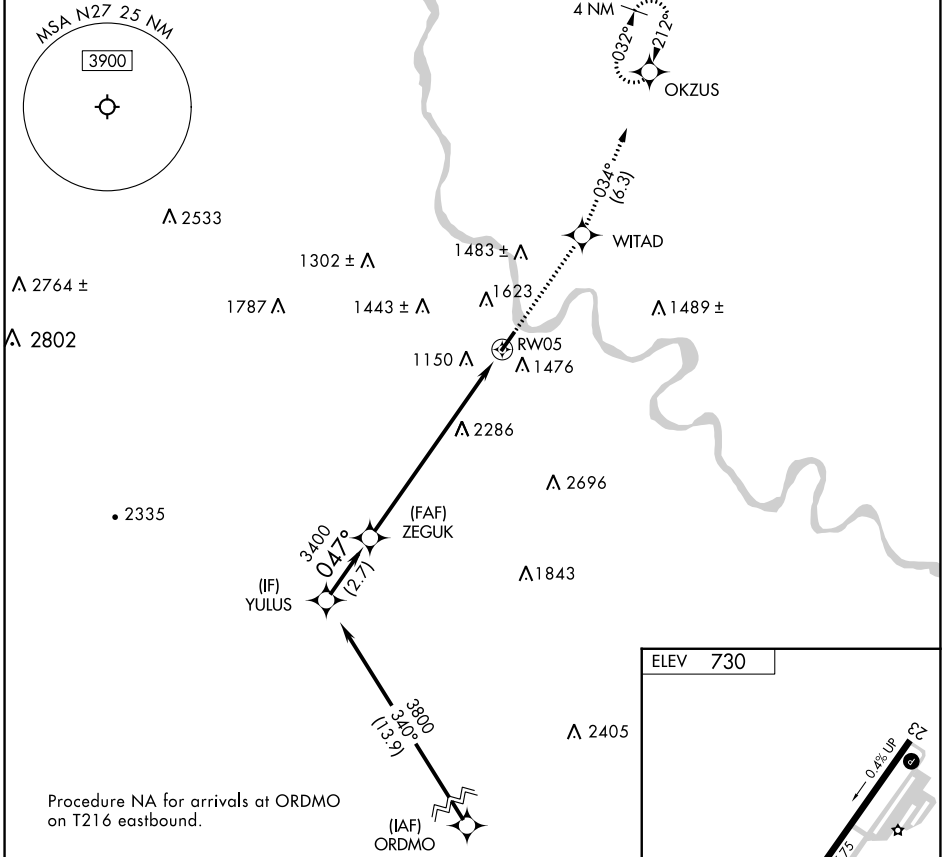 MSA N27 25 NM
3900
4 NM
032°
212°
OKZUS
034°
(6.3)
WITAD
2533
1302 ±
1483 ±
2764 ±
1787
1443 ±
1623
1489 ±
2802
RW05
1150
1476
2286
2696
2335
(FAF)
ZEGUK
3400
047°
(2.7)
1843
(IF)
YULUS
ELEV 730
3800
340°
(13.9)
2405
23
0.4% UP
P
Procedure NA for arrivals at ORDMO
on T216 eastbound.
(IAF)
ORDMO